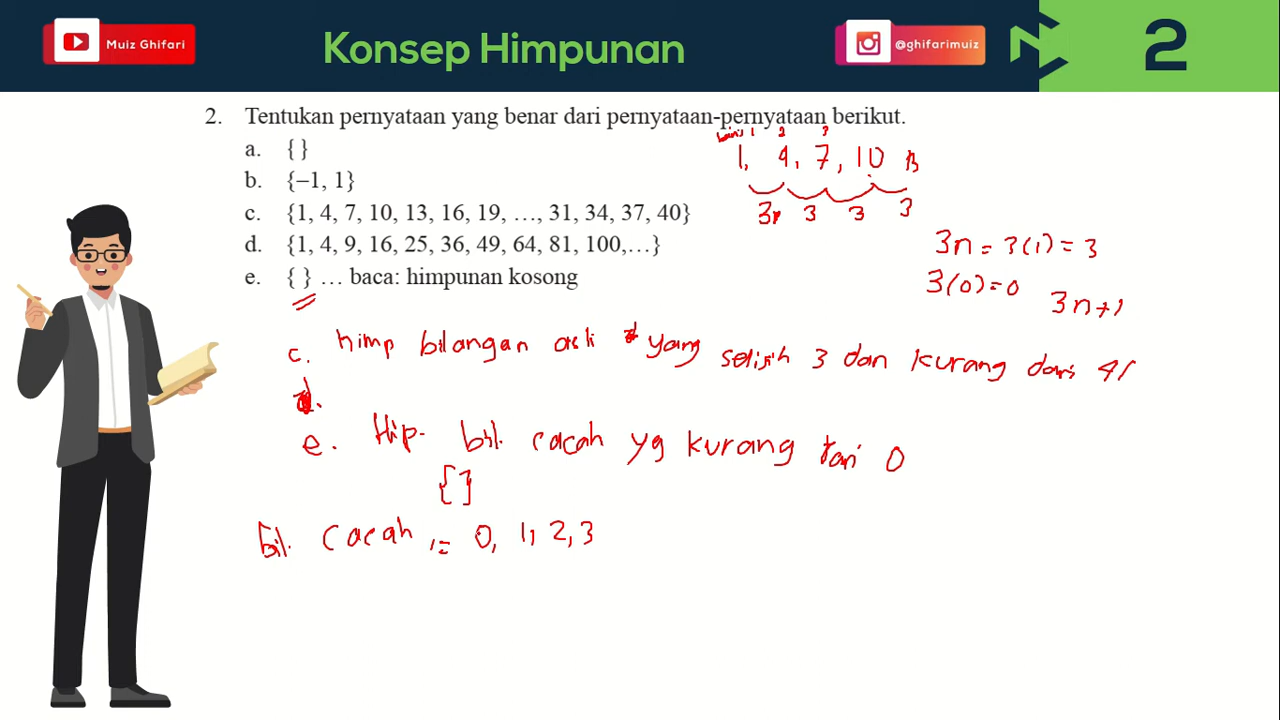 Muiz Ghifari
Konsep Himpunan
@ghifarimuiz
2
2. Tentukan pernyataan yang benar dari pernyataan-pernyataan berikut.
a. { }
b. {–1, 1}
c. {1, 4, 7, 10, 13, 16, 19, …, 31, 34, 37, 40}
d. {1, 4, 9, 16, 25, 36, 49, 64, 81, 100,…}
e. { } … baca: himpunan kosong
1 2 3
1, 4, 7, 10 13
3 3 3 3
3n = 3(1) = 3
3(0) = 0
3n + 1
c. himp bilangan asli yang selisih 3 dan kurang dari 41
d.
e. Hip. bil. cacah yg kurang dari 0
{ }
bil. cacah = 0, 1, 2, 3